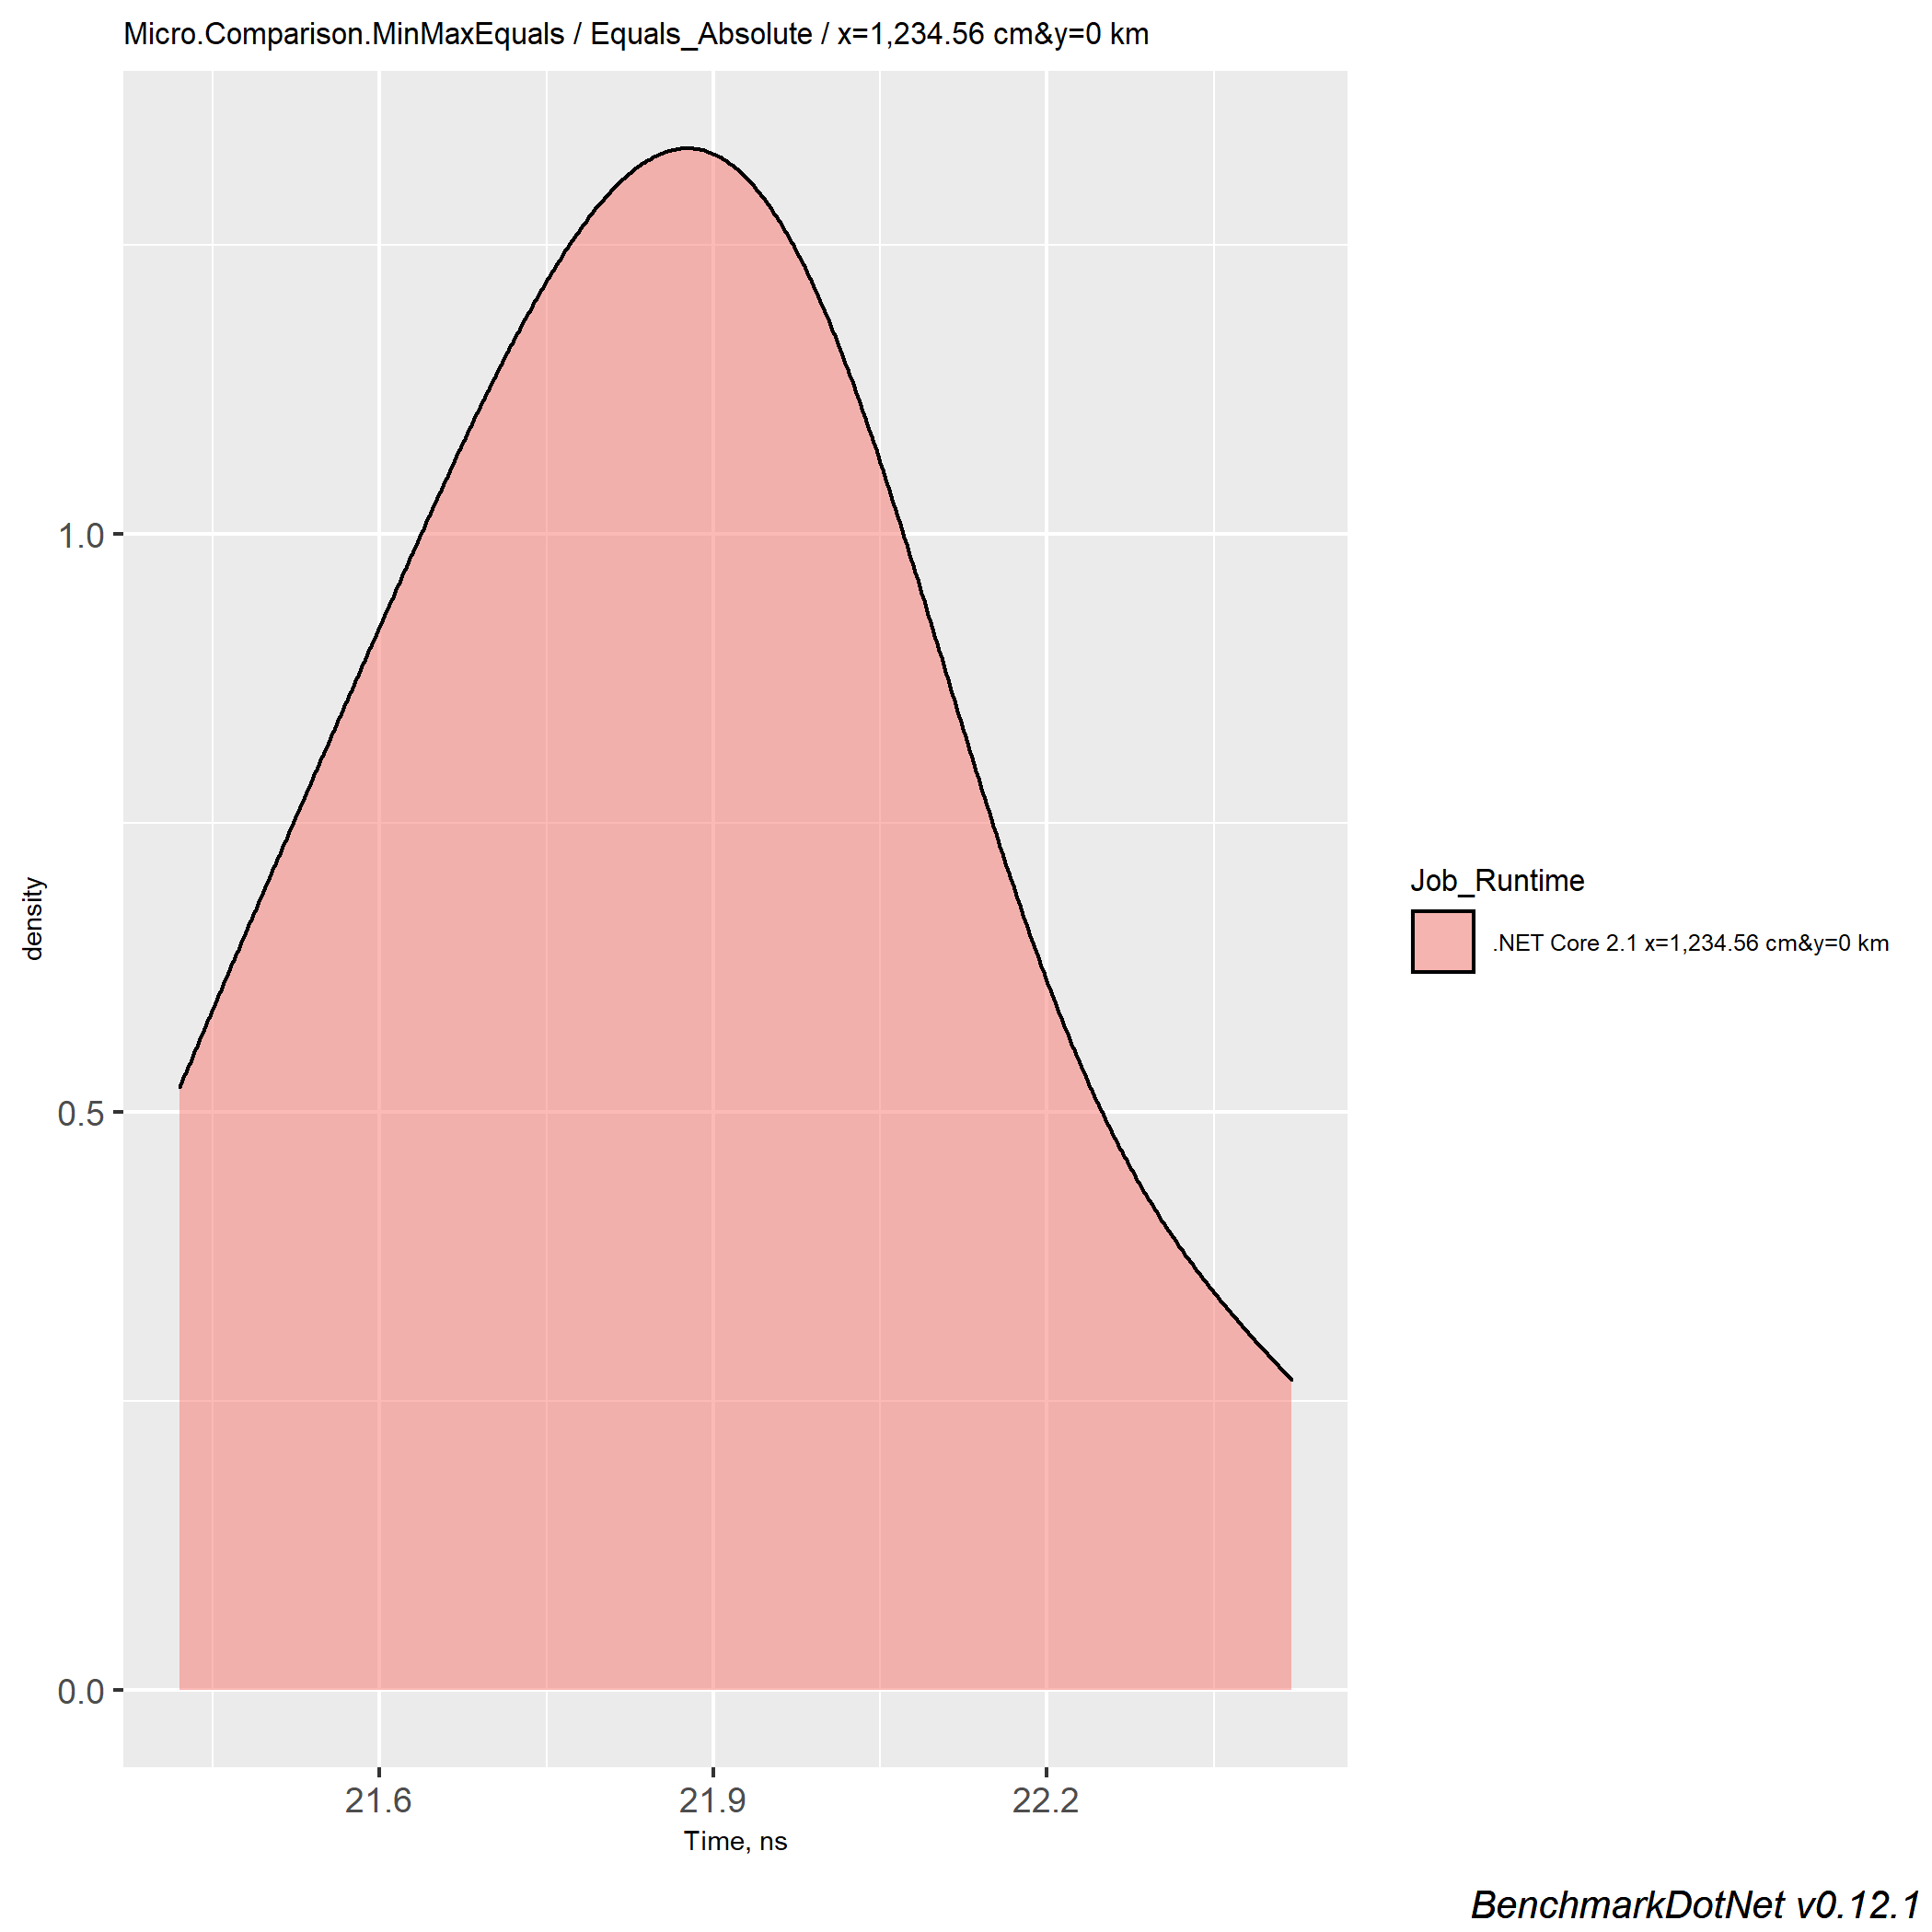 Micro.Comparison.MinMaxEquals / Equals_Absolute / x=1,234.56 cm&y=0 km
1.0
0.5
0.0
density
21.6 21.9 22.2
Time, ns
Job_Runtime
.NET Core 2.1 x=1,234.56 cm&y=0 km
BenchmarkDotNet v0.12.1